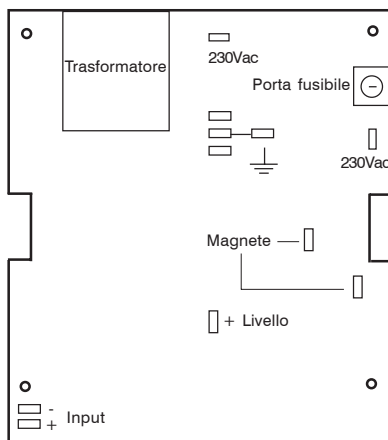 230Vac
Trasformatore
Porta fusibile
230Vac
Magnete
+ Livello
-
+ Input